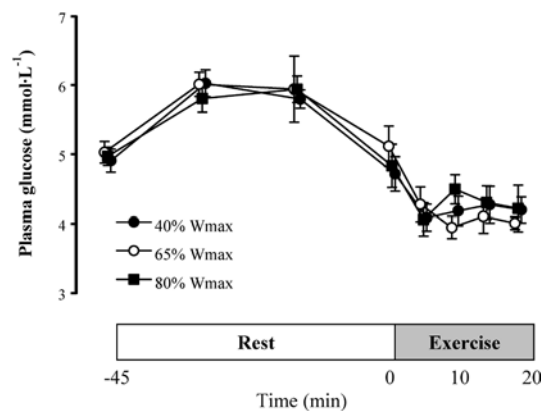 Plasma glucose (mmol·L⁻¹)
7
6
5
4
3
40% Wmax
65% Wmax
80% Wmax
Rest
Exercise
-45
0
10
20
Time (min)